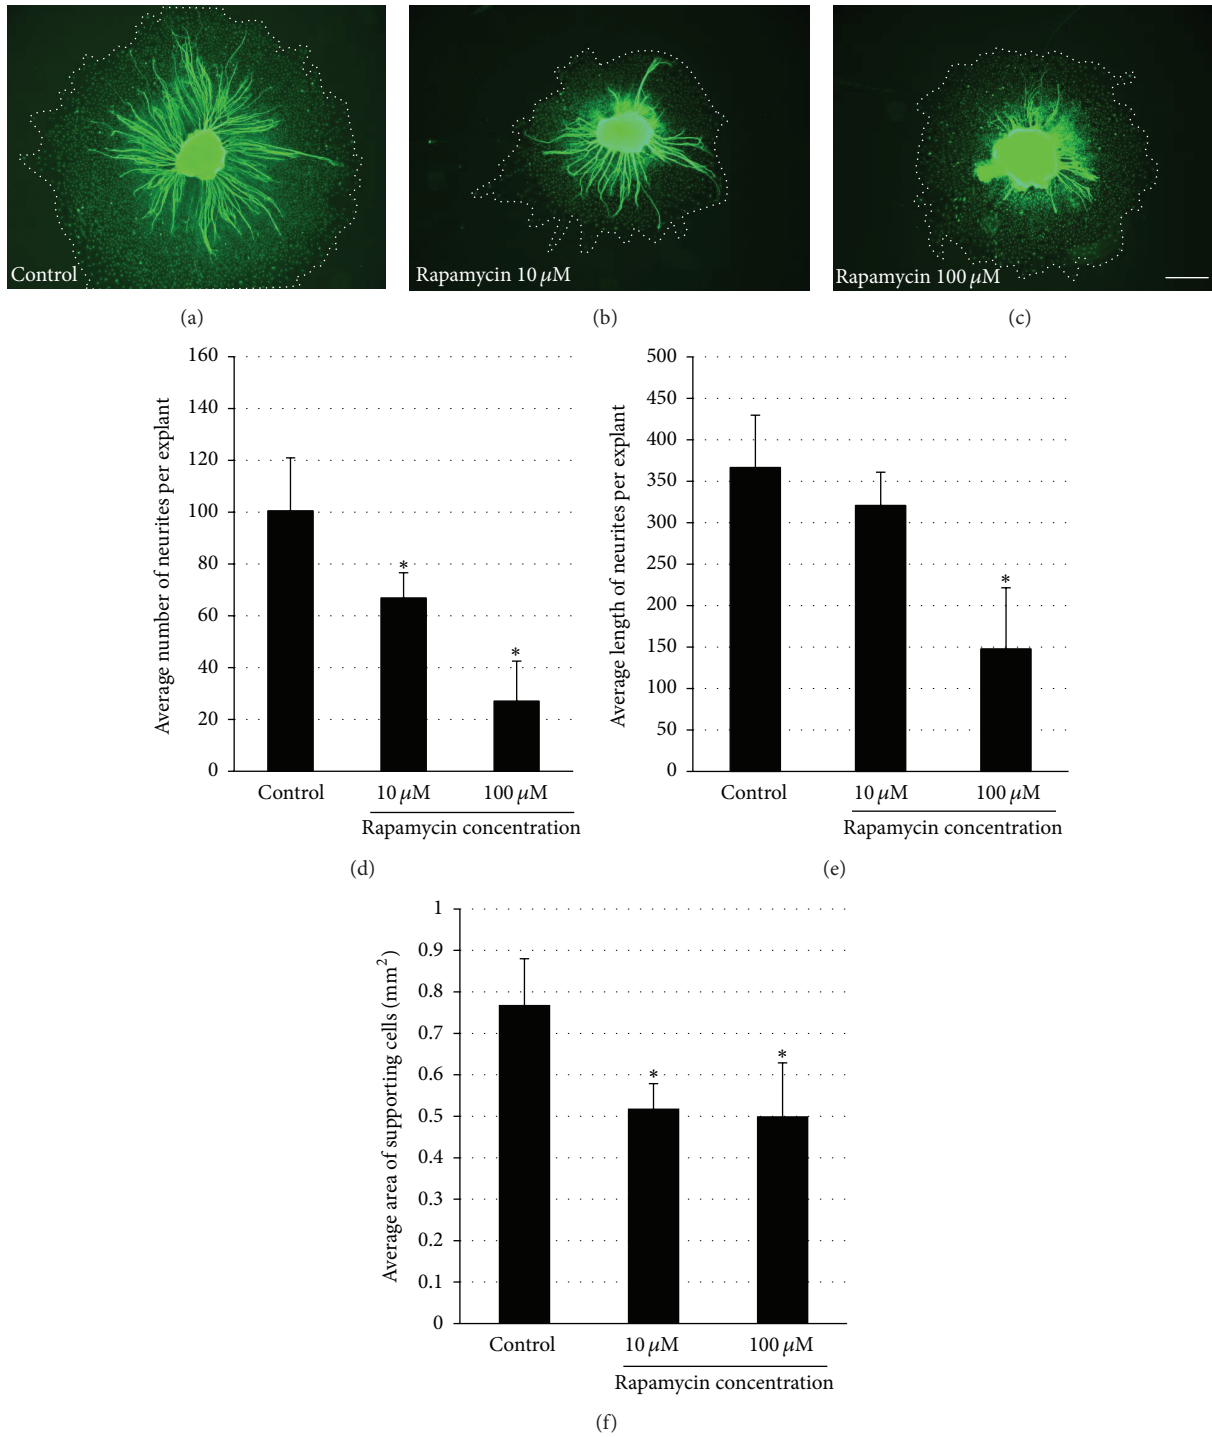 Control
Rapamycin 10 μM
Rapamycin 100 μM
(a)
(b)
(c)
Average number of neurites per explant
160
140
120
100
80
60
40
20
0
*
*
Control
10 μM
100 μM
Rapamycin concentration
(d)
Average length of neurites per explant
500
450
400
350
300
250
200
150
100
50
0
*
Control
10 μM
100 μM
Rapamycin concentration
(e)
Average area of supporting cells (mm²)
1
0.9
0.8
0.7
0.6
0.5
0.4
0.3
0.2
0.1
0
*
*
Control
10 μM
100 μM
Rapamycin concentration
(f)